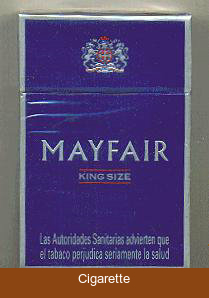 MAYFAIR
KING SIZE
Las Autoridades Sanitarias advierten que
el tabaco perjudica seriamente la salud
Cigarette